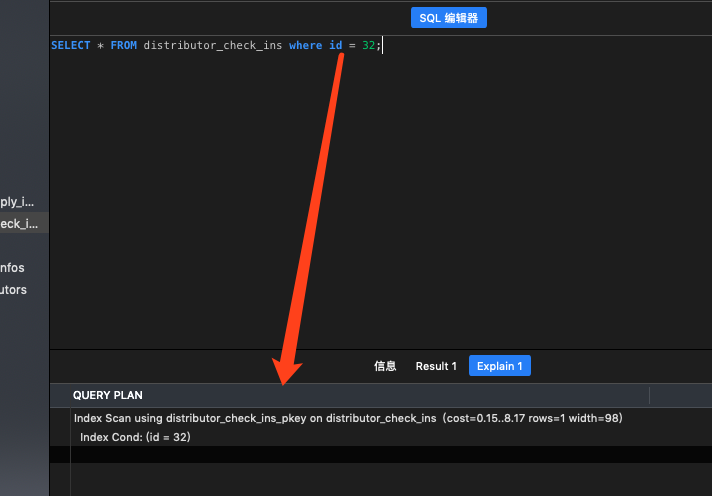 SQL 编辑器
SELECT * FROM distributor_check_ins where id = 32;
ply_i...
eck_i...
nfos
utors
信息 Result 1 Explain 1
QUERY PLAN
Index Scan using distributor_check_ins_pkey on distributor_check_ins (cost=0.15..8.17 rows=1 width=98)
Index Cond: (id = 32)